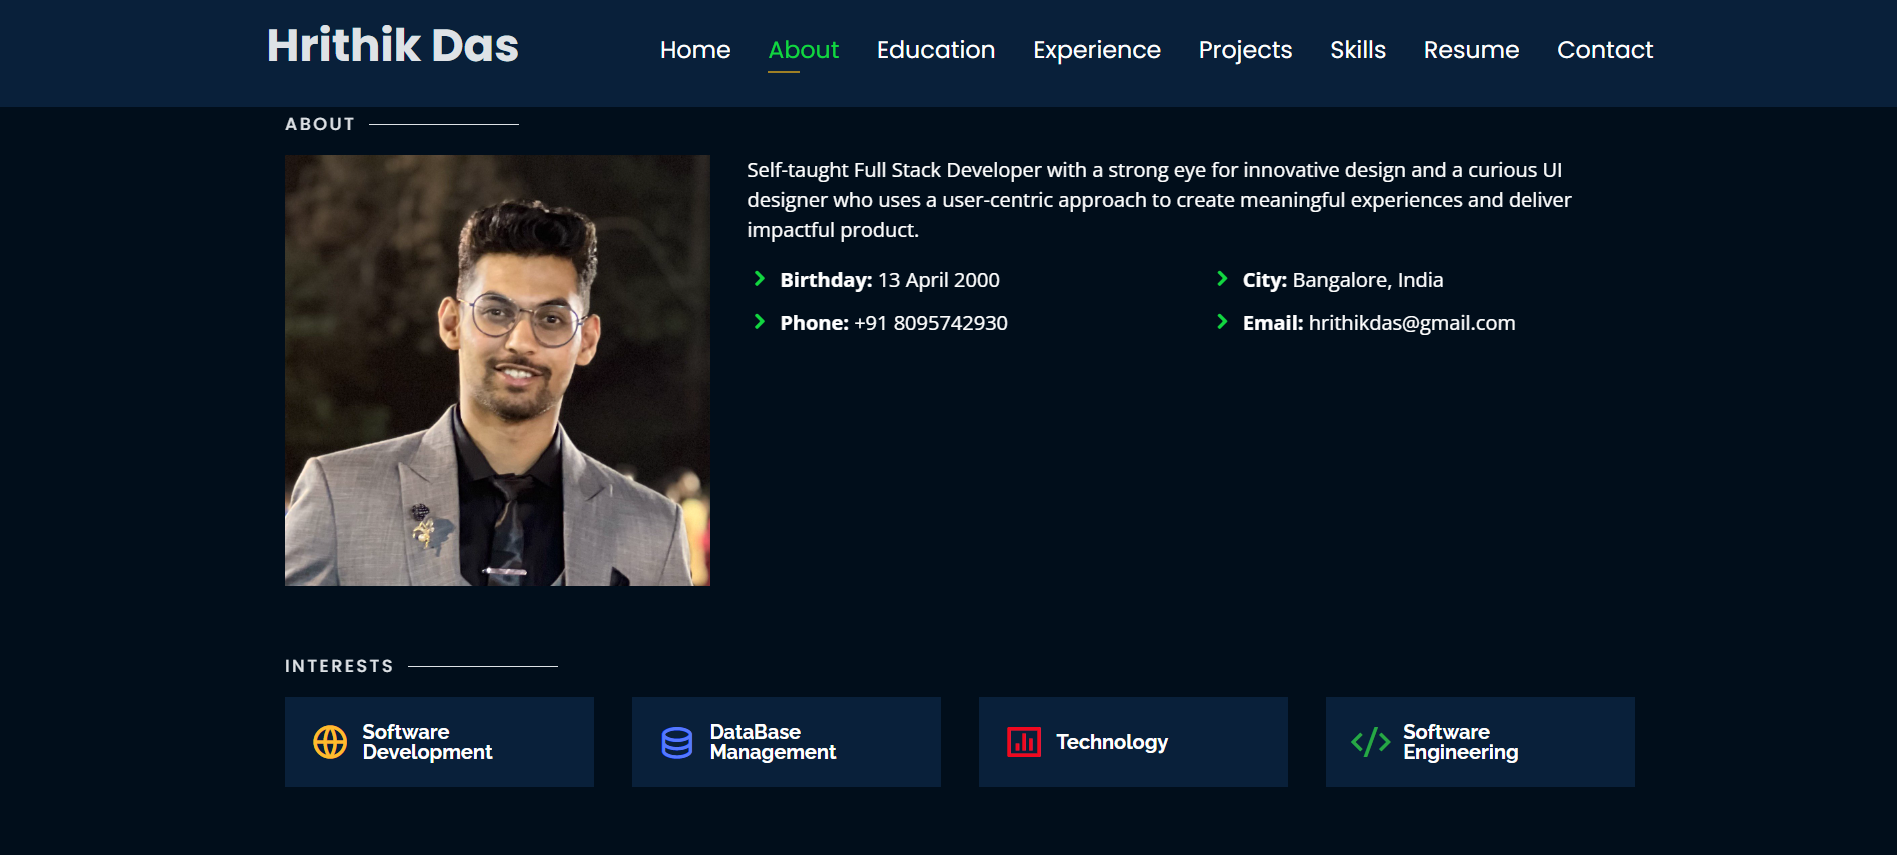 Hrithik Das
Home About Education Experience Projects Skills Resume Contact
ABOUT
Self-taught Full Stack Developer with a strong eye for innovative design and a curious UI
designer who uses a user-centric approach to create meaningful experiences and deliver
impactful product.
Birthday: 13 April 2000
City: Bangalore, India
Phone: +91 8095742930
Email: hrithikdas@gmail.com
INTERESTS
Software
Development
DataBase
Management
Technology
Software
Engineering